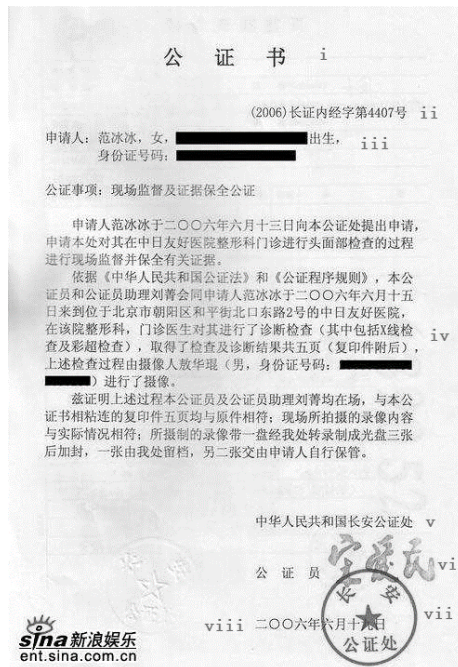 公 证 书 i
(2006)长证内经字第4407号 ii
申请人：范冰冰，女，出生， iii
身份证号码：
公证事项：现场监督及证据保全公证
申请人范冰冰于二〇〇六年六月十三日向本公证处提出申请，
申请本处对其在中日友好医院整形科门诊进行头面部检查的过程
进行现场监督并保全有关证据。
依据《中华人民共和国公证法》和《公证程序规则》，本公
证员和公证员助理刘菁会同申请人范冰冰于二〇〇六年六月十五
日来到位于北京市朝阳区和平街北口东路2号的中日友好医院，
在该院整形科，门诊医生对其进行了诊断检查（其中包括X线检 iv
查及彩超检查），取得了检查及诊断结果共五页（复印件附后），
上述检查过程由摄像人敖华琨（男，身份证号码：
）进行了摄像。
兹证明上述过程本公证员及公证员助理刘菁均在场，与本公
证书相粘连的复印件五页均与原件相符；现场所拍摄的录像内容
与实际情况相符；所摄制的录像带一盘经我处转录制成光盘三张
后加封，一张由我处留档，另二张交由申请人自行保管。
中华人民共和国长安公证处 v
公 证 员 vi
长 安
vii
viii 二〇〇六年六月十九日
公证处
sina新浪娱乐
ent.sina.com.cn